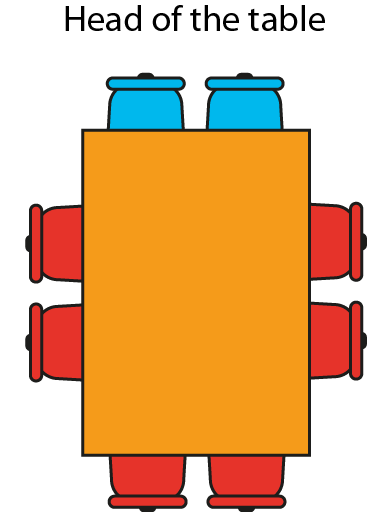 Head of the table